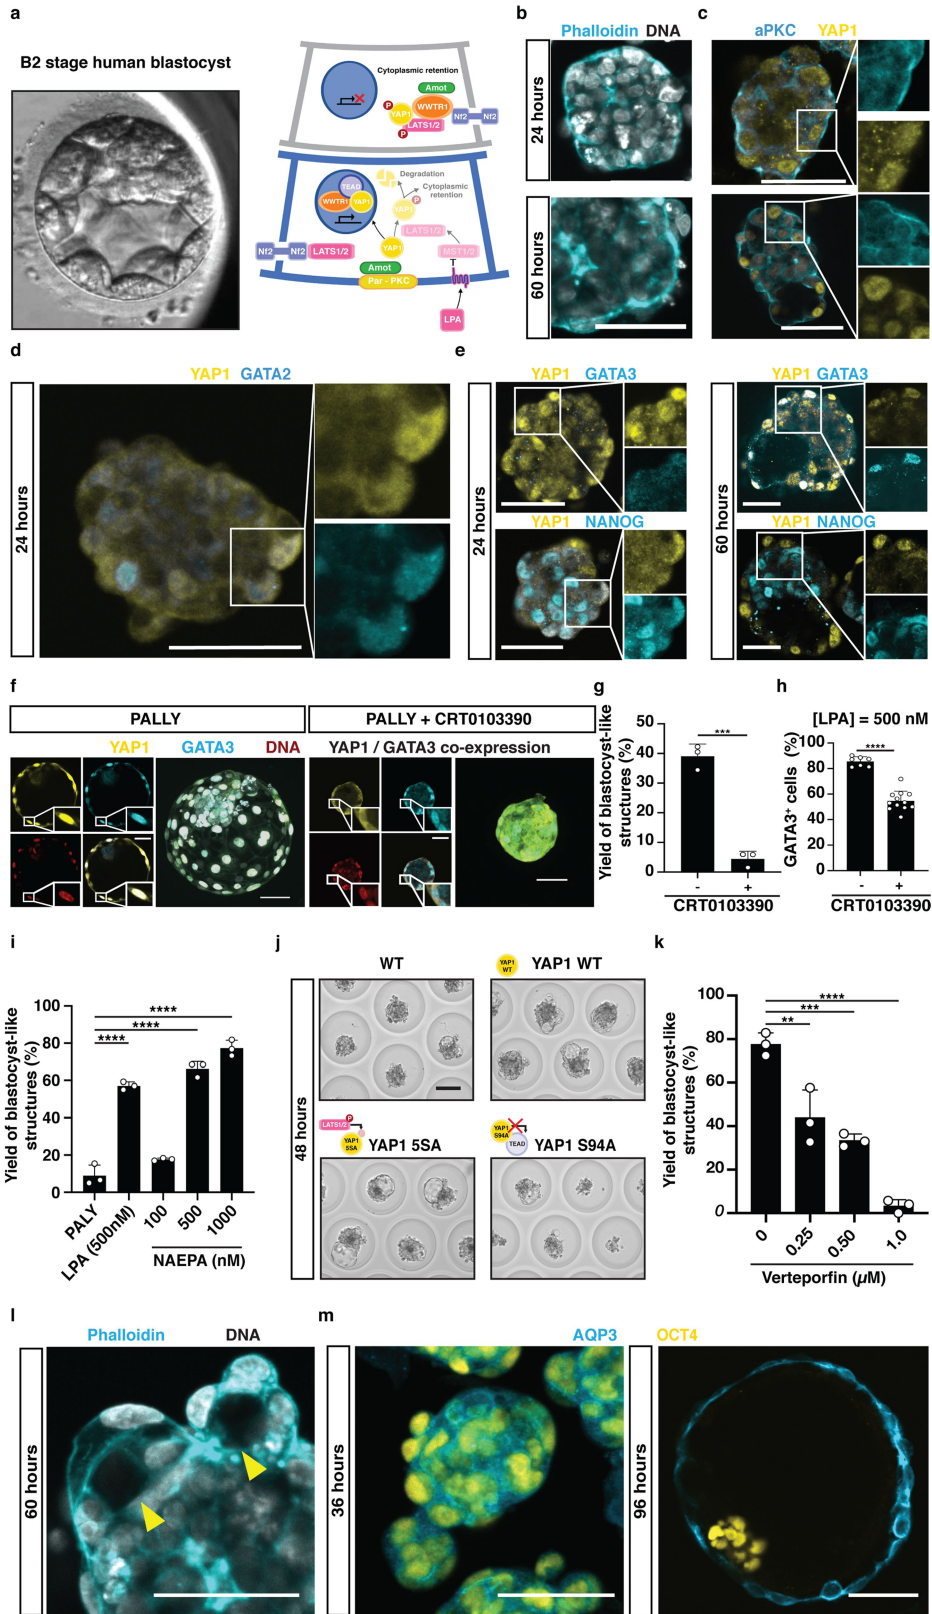 a
B2 stage human blastocyst
Cytoplasmic retention
Amot
P
YAP1
WWTR1
LATS1/2
P
Nf2
Nf2
TEAD
WWTR1
YAP1
Degradation
Cytoplasmic
retention
P
YAP1
LATS1/2
Nf2
Nf2
LATS1/2
YAP1
MST1/2
Amot
Par - PKC
LPA
b
Phalloidin DNA
24 hours
60 hours
c
aPKC YAP1
d
YAP1 GATA2
24 hours
e
YAP1 GATA3
24 hours
YAP1 NANOG
YAP1 GATA3
60 hours
YAP1 NANOG
f
PALLY
PALLY + CRT0103390
YAP1 GATA3 DNA YAP1 / GATA3 co-expression
g
Yield of blastocyst-like
structures (%)
50
40
30
20
10
0
***
- +
CRT0103390
h
[LPA] = 500 nM
GATA3+ cells (%)
100
80
60
40
20
0
****
- +
CRT0103390
i
Yield of blastocyst-like
structures (%)
100
80
60
40
20
0
****
****
****
PALY
LPA (500nM)
100
500
1000
NAEPA (nM)
j
48 hours
WT
YAP1
WT
YAP1 WT
LATS1/2
P
YAP1
5SA
YAP1 5SA
YAP1
S94A
TEAD
YAP1 S94A
k
Yield of blastocyst-like
structures (%)
100
80
60
40
20
0
****
***
**
0
0.25
0.50
1.0
Verteporfin (µM)
l
Phalloidin DNA
60 hours
m
AQP3 OCT4
36 hours
96 hours